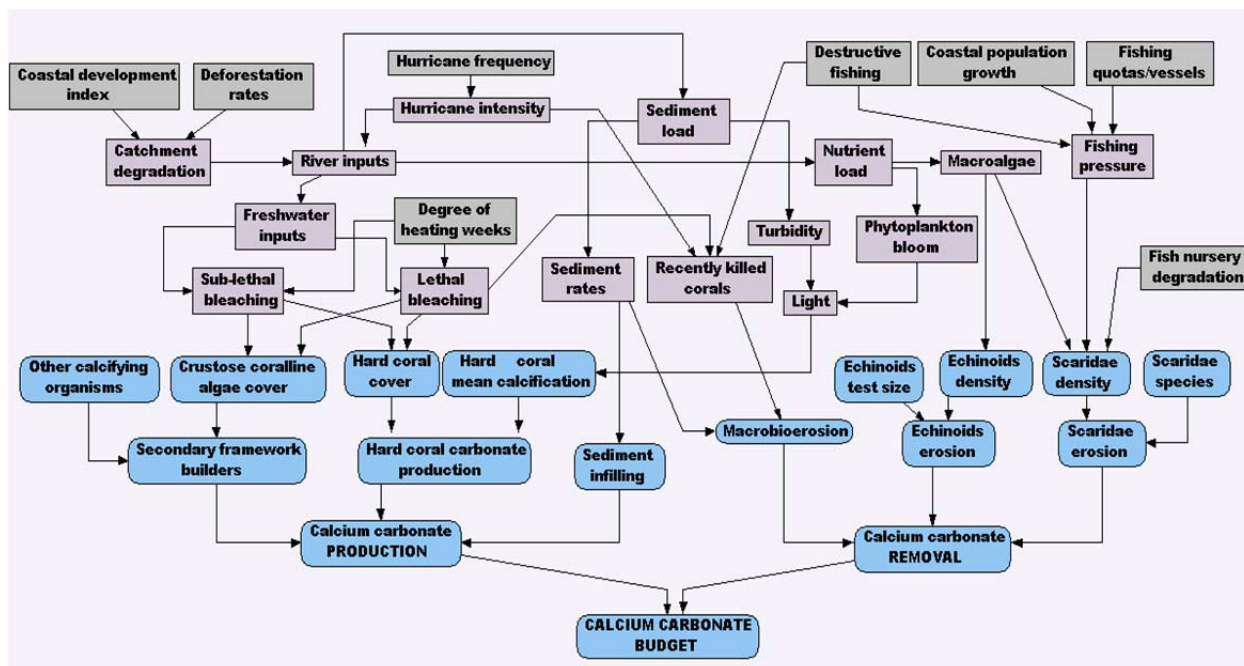 Coastal development
index
Deforestation
rates
Hurricane frequency
Destructive
fishing
Coastal population
growth
Fishing
quotas/vessels
Hurricane intensity
Sediment
load
Catchment
degradation
River inputs
Nutrient
load
Macroalgae
Fishing
pressure
Freshwater
inputs
Degree of
heating weeks
Turbidity
Phytoplankton
bloom
Fish nursery
degradation
Sub-lethal
bleaching
Lethal
bleaching
Sediment
rates
Recently killed
corals
Light
Other calcifying
organisms
Crustose coralline
algae cover
Hard coral
cover
Hard coral
mean calcification
Echinoids
test size
Echinoids
density
Scaridae
density
Scaridae
species
Secondary framework
builders
Hard coral carbonate
production
Sediment
infilling
Macrobioerosion
Echinoids
erosion
Scaridae
erosion
Calcium carbonate
PRODUCTION
Calcium carbonate
REMOVAL
CALCIUM CARBONATE
BUDGET